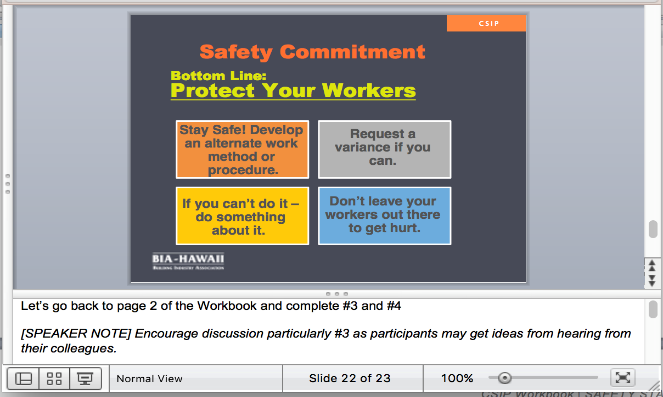 CSIP
Safety Commitment
Bottom Line:
Protect Your Workers
Stay Safe! Develop
an alternate work
method or
procedure.
Request a
variance if you
can.
If you can't do it –
do something
about it.
Don't leave your
workers out there
to get hurt.
BIA-HAWAII
BUILDING INDUSTRY ASSOCIATION
Let's go back to page 2 of the Workbook and complete #3 and #4
[SPEAKER NOTE] Encourage discussion particularly #3 as participants may get ideas from hearing from
their colleagues.
Normal View
Slide 22 of 23
100%
CSIP Workbook | SAFETY